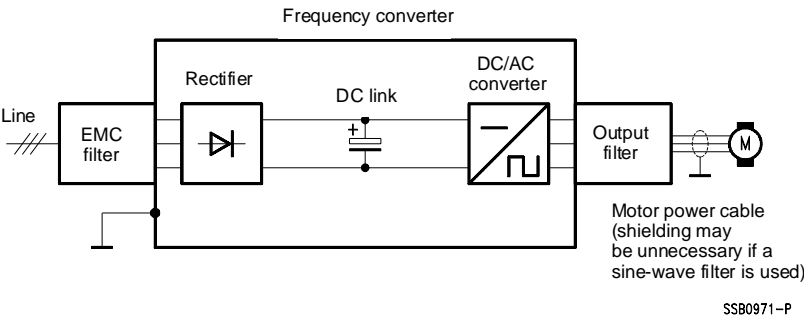 Frequency converter
Rectifier
DC link
DC/AC
converter
Line
EMC
filter
+
Output
filter
M
Motor power cable
(shielding may
be unnecessary if a
sine-wave filter is used)
SSB0971-P